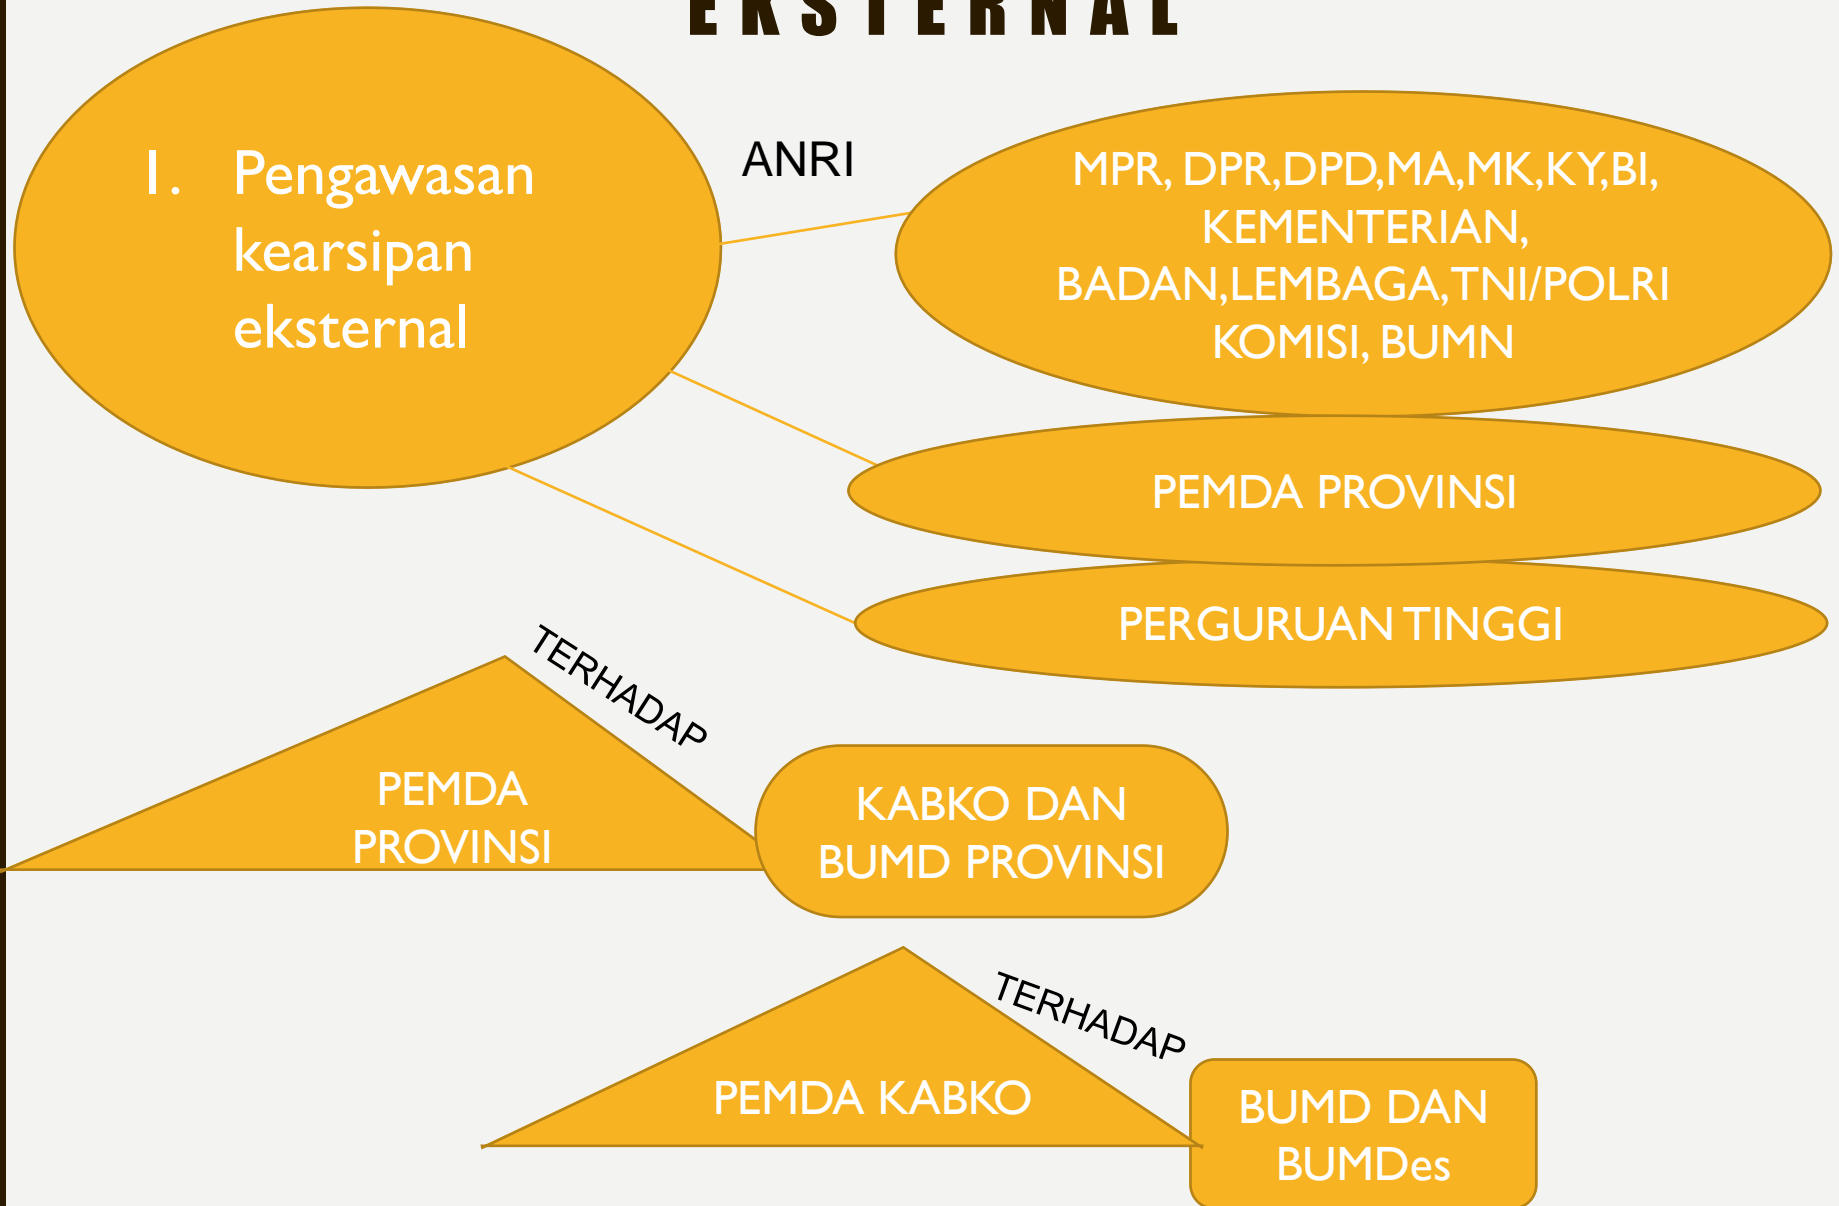 EKSTERNAL
1. Pengawasan
kearsipan
eksternal
ANRI
MPR, DPR,DPD,MA,MK,KY,BI,
KEMENTERIAN,
BADAN,LEMBAGA,TNI/POLRI
KOMISI, BUMN
PEMDA PROVINSI
PERGURUAN TINGGI
TERHADAP
PEMDA
PROVINSI
KABKO DAN
BUMD PROVINSI
TERHADAP
PEMDA KABKO
BUMD DAN
BUMDes